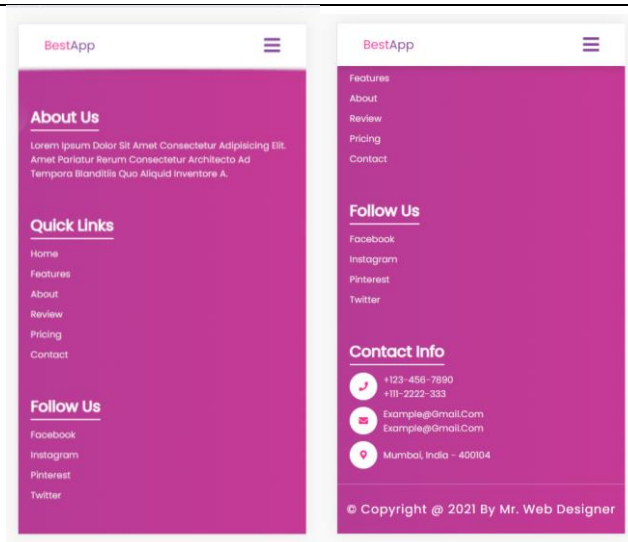 BestApp
About Us
Lorem Ipsum Dolor Sit Amet Consectetur Adipisicing Elit.
Amet Pariatur Rerum Consectetur Architecto Ad
Tempora Blanditiis Quo Aliquid Inventore A.
Quick Links
Home
Features
About
Review
Pricing
Contact
Follow Us
Facebook
Instagram
Pinterest
Twitter
BestApp
Features
About
Review
Pricing
Contact
Follow Us
Facebook
Instagram
Pinterest
Twitter
Contact Info
+123-456-7890
+111-2222-333
Example@Gmail.Com
Example@Gmail.Com
Mumbai, India - 400104
© Copyright @ 2021 By Mr. Web Designer